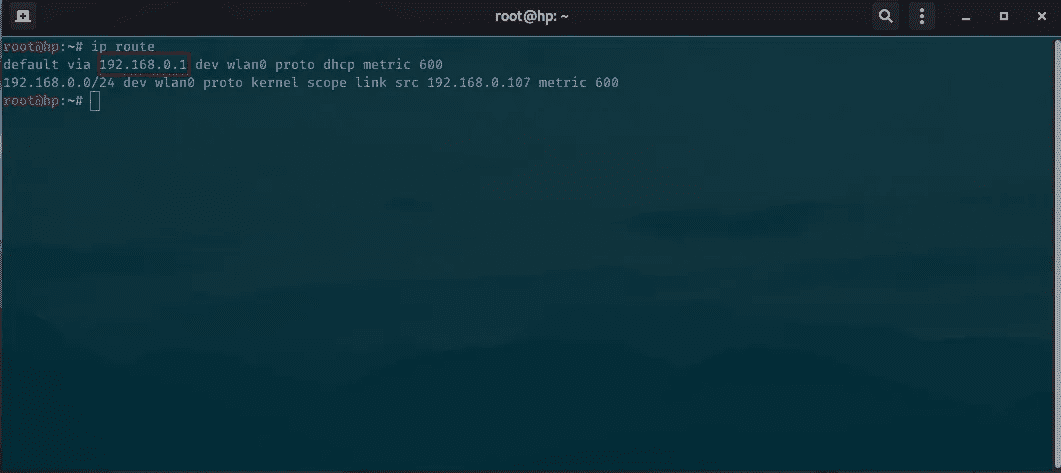 root@hp: ~
root@hp:~# ip route
default via 192.168.0.1 dev wlan0 proto dhcp metric 600
192.168.0.0/24 dev wlan0 proto kernel scope link src 192.168.0.107 metric 600
root@hp:~#